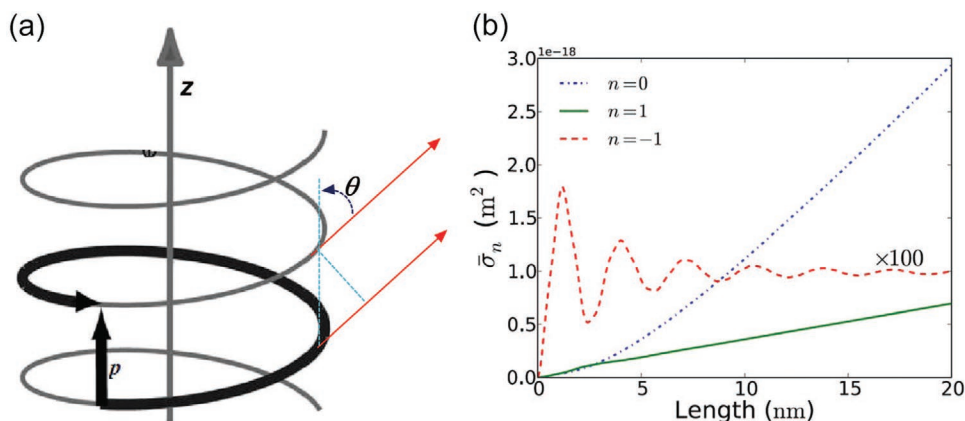 (a)
z
θ
p
(b)
1e−18
3.0
2.5
2.0
1.5
1.0
0.5
0.0
σ̄ₙ (m²)
n=0
n=1
n=−1
×100
0 5 10 15 20
Length (nm)